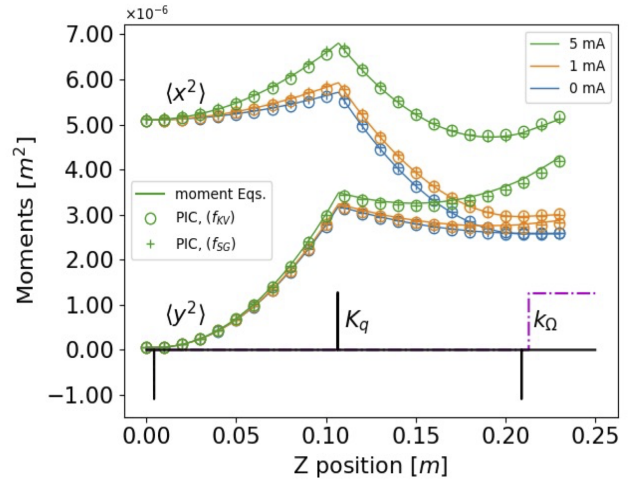 ×10⁻⁶
7.00
6.00
5.00
4.00
3.00
2.00
1.00
0.00
−1.00
Moments [m²]
⟨x²⟩
5 mA
1 mA
0 mA
moment Eqs.
PIC, (f_KV)
PIC, (f_SG)
⟨y²⟩
K_q
k_Ω
0.00 0.05 0.10 0.15 0.20 0.25
Z position [m]